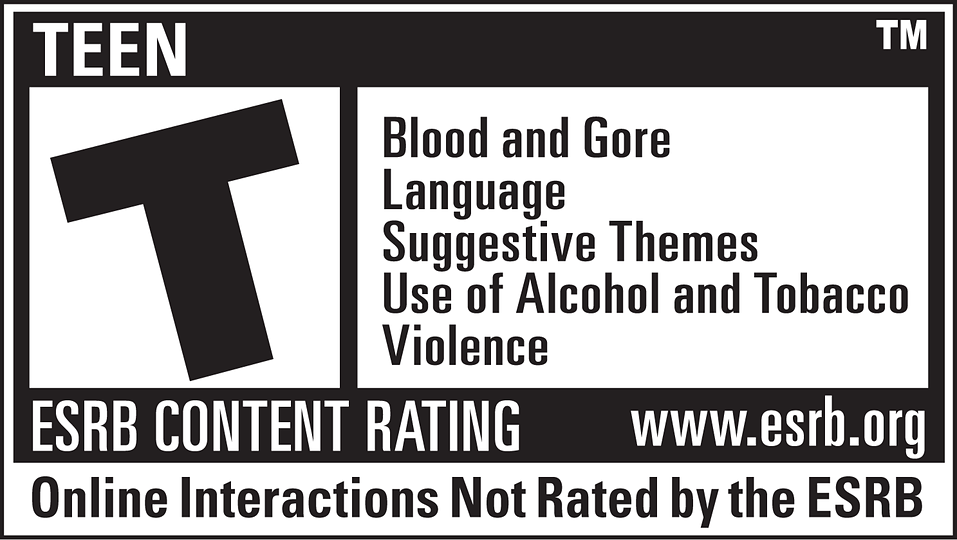 TEEN
TM
T
Blood and Gore
Language
Suggestive Themes
Use of Alcohol and Tobacco
Violence
ESRB CONTENT RATING
www.esrb.org
Online Interactions Not Rated by the ESRB